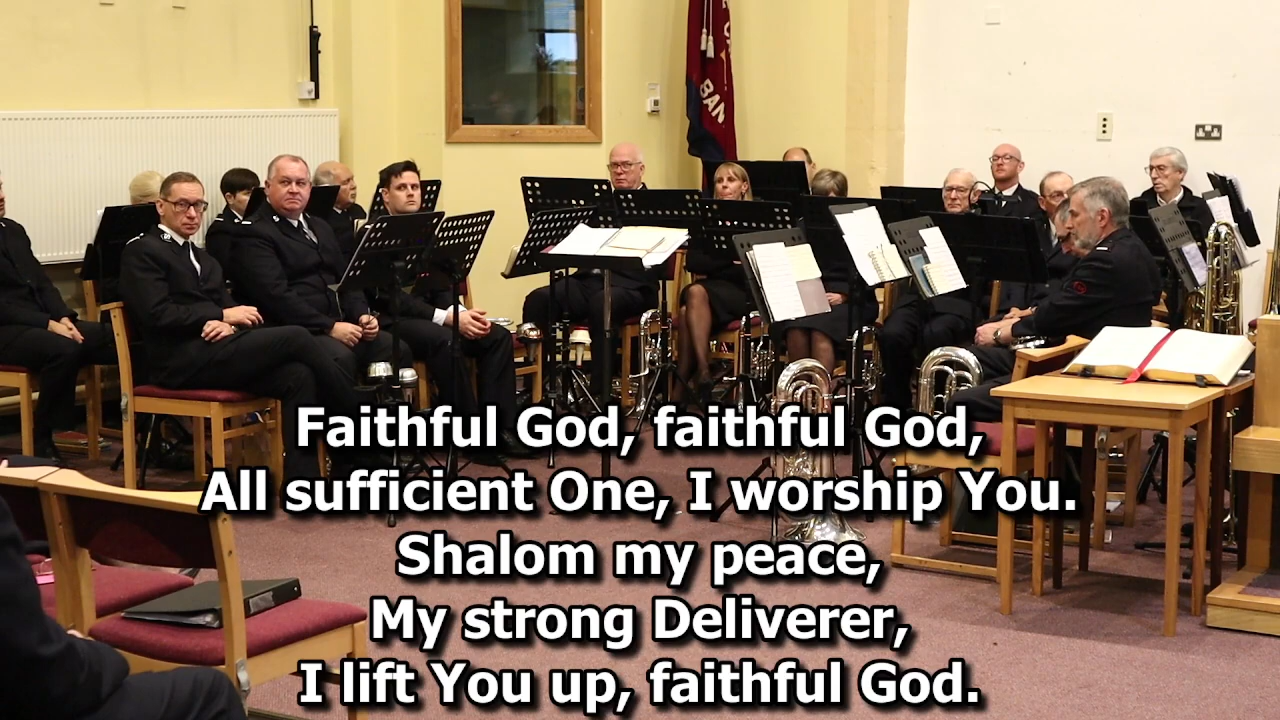 BAN
Faithful God, faithful God,
All sufficient One, I worship You.
Shalom my peace,
My strong Deliverer,
I lift You up, faithful God.